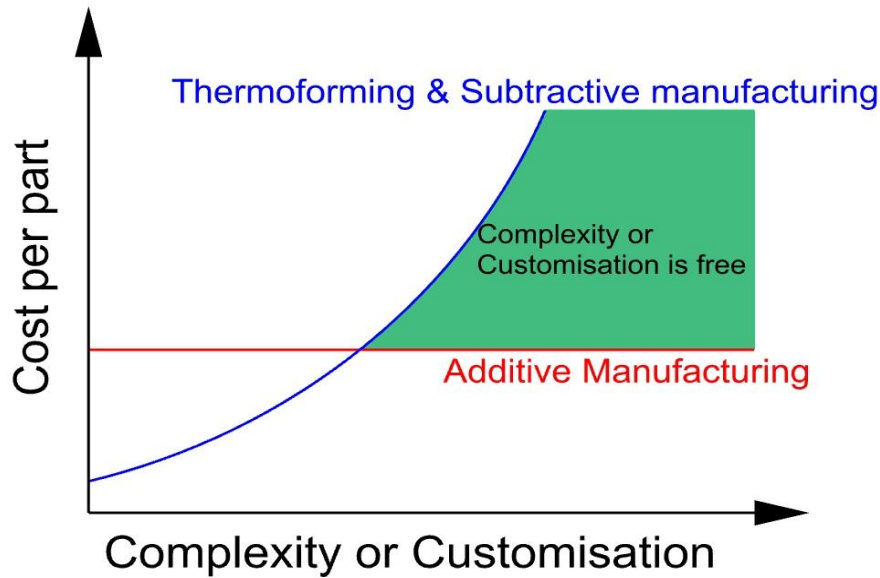 Thermoforming & Subtractive manufacturing
Cost per part
Complexity or
Customisation is free
Additive Manufacturing
Complexity or Customisation